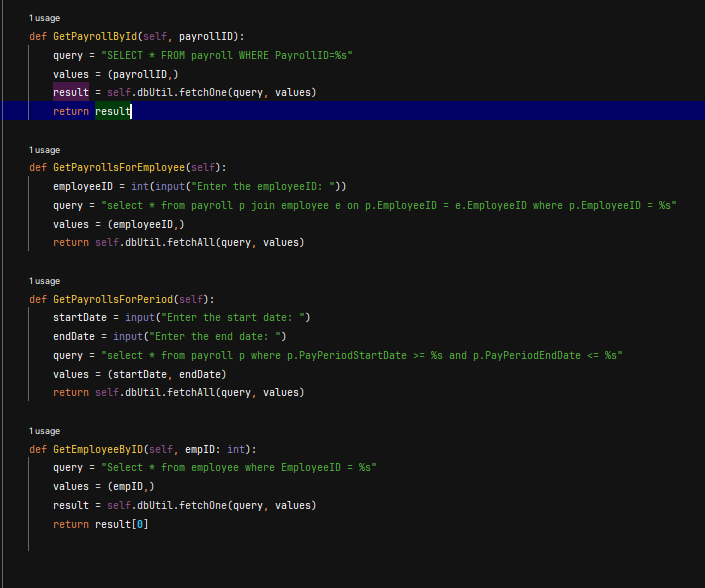 1 usage
def GetPayrollById(self, payrollID):
query = "SELECT * FROM payroll WHERE PayrollID=%s"
values = (payrollID,)
result = self.dbUtil.fetchOne(query, values)
return result
1 usage
def GetPayrollsForEmployee(self):
employeeID = int(input("Enter the employeeID: "))
query = "select * from payroll p join employee e on p.EmployeeID = e.EmployeeID where p.EmployeeID = %s"
values = (employeeID,)
return self.dbUtil.fetchAll(query, values)
1 usage
def GetPayrollsForPeriod(self):
startDate = input("Enter the start date: ")
endDate = input("Enter the end date: ")
query = "select * from payroll p where p.PayPeriodStartDate >= %s and p.PayPeriodEndDate <= %s"
values = (startDate, endDate)
return self.dbUtil.fetchAll(query, values)
1 usage
def GetEmployeeByID(self, empID: int):
query = "Select * from employee where EmployeeID = %s"
values = (empID,)
result = self.dbUtil.fetchOne(query, values)
return result[0]